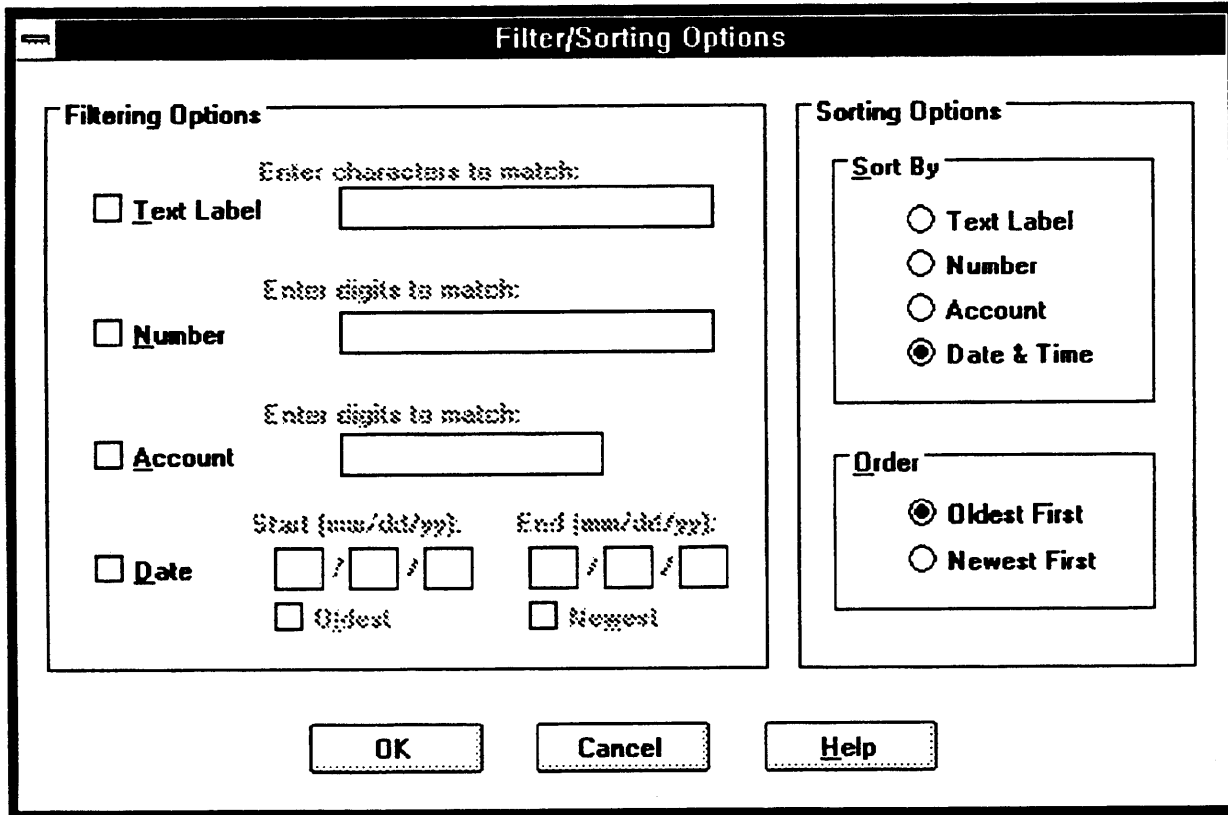 Filter/Sorting Options
Filtering Options
Enter characters to match:
Text Label
Enter digits to match:
Number
Enter digits to match:
Account
Start (mm/dd/yy): End (mm/dd/yy):
Date / / / /
Oldest Newest
Sorting Options
Sort By
Text Label
Number
Account
Date & Time
Order
Oldest First
Newest First
OK Cancel Help